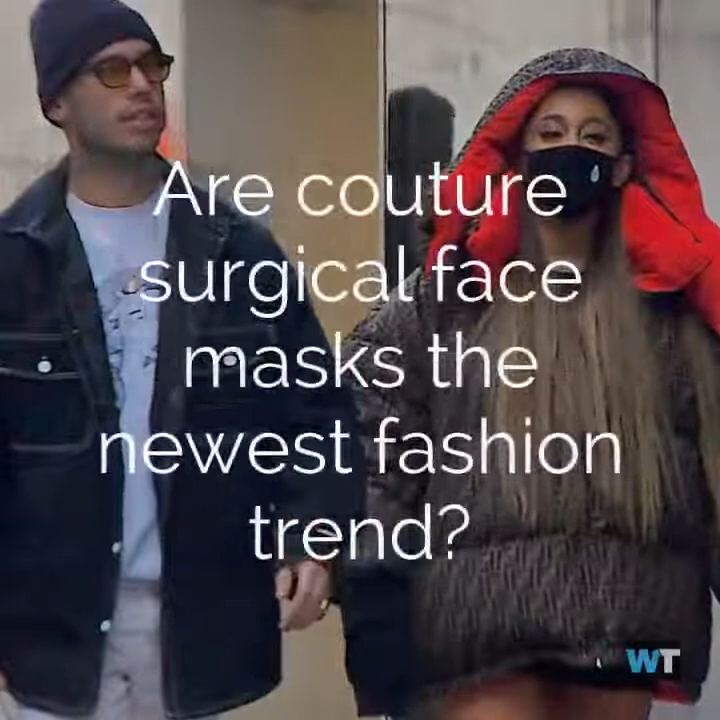 Are couture
surgical face
masks the
newest fashion
trend?
WT